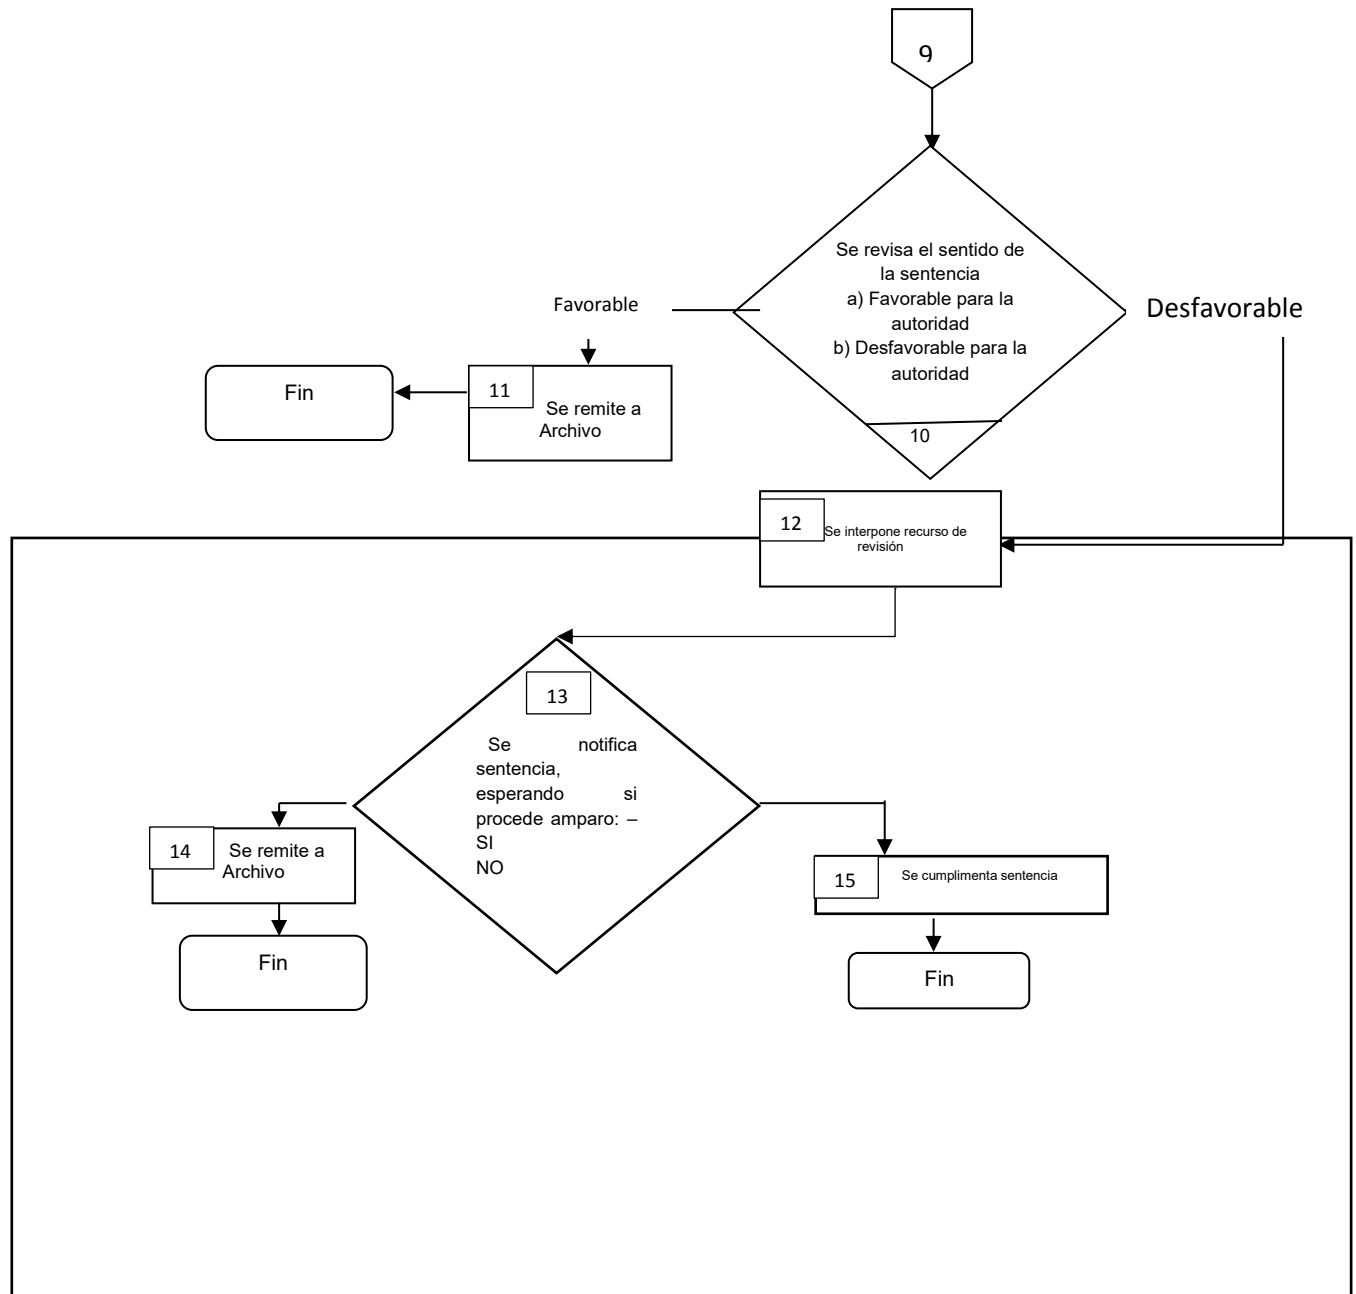 9
Se revisa el sentido de
la sentencia
a) Favorable para la
autoridad
b) Desfavorable para la
autoridad
10
Favorable
Desfavorable
Fin
11
Se remite a
Archivo
12
Se interpone recurso de
revisión
13
Se notifica
sentencia,
esperando si
procede amparo: –
SI
NO
14
Se remite a
Archivo
Fin
15
Se cumplimenta sentencia
Fin